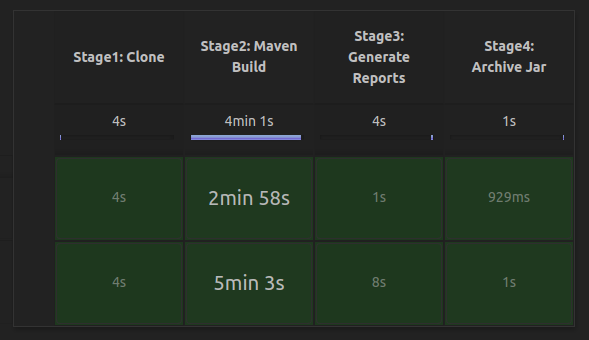 Stage1: Clone
Stage2: Maven
Build
Stage3:
Generate
Reports
Stage4:
Archive Jar
4s
4min 1s
4s
1s
4s
2min 58s
1s
929ms
4s
5min 3s
8s
1s